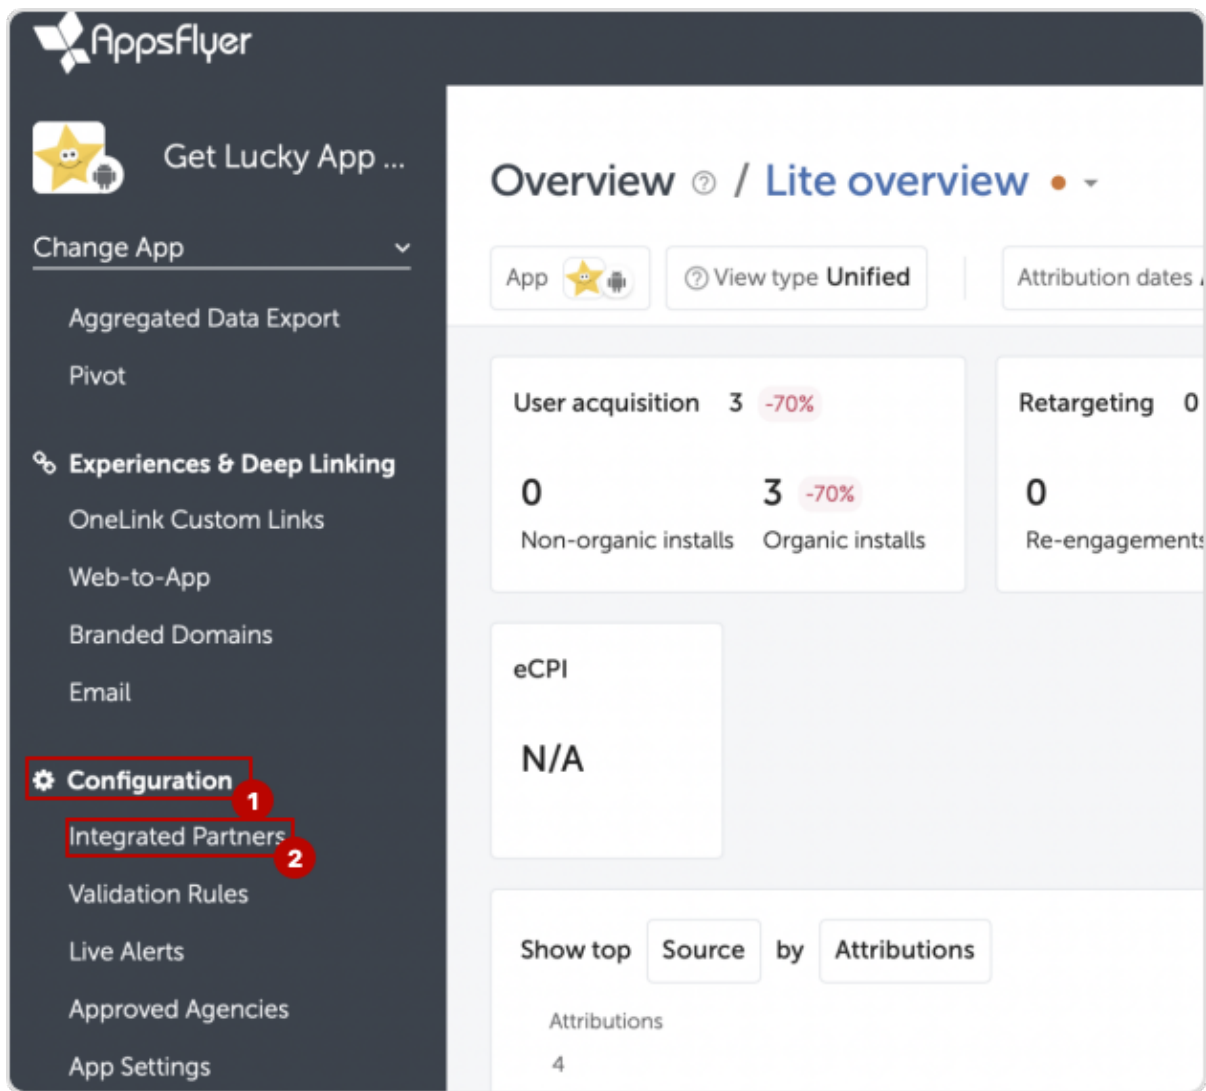 AppsFlyer
Get Lucky App ...
Change App
Aggregated Data Export
Pivot
Experiences & Deep Linking
OneLink Custom Links
Web-to-App
Branded Domains
Email
Configuration
1
Integrated Partners
2
Validation Rules
Live Alerts
Approved Agencies
App Settings
Overview ? / Lite overview
App
? View type Unified
Attribution dates
User acquisition 3 -70%
0
Non-organic installs
3 -70%
Organic installs
Retargeting 0
0
Re-engagements
eCPI
N/A
Show top Source by Attributions
Attributions
4